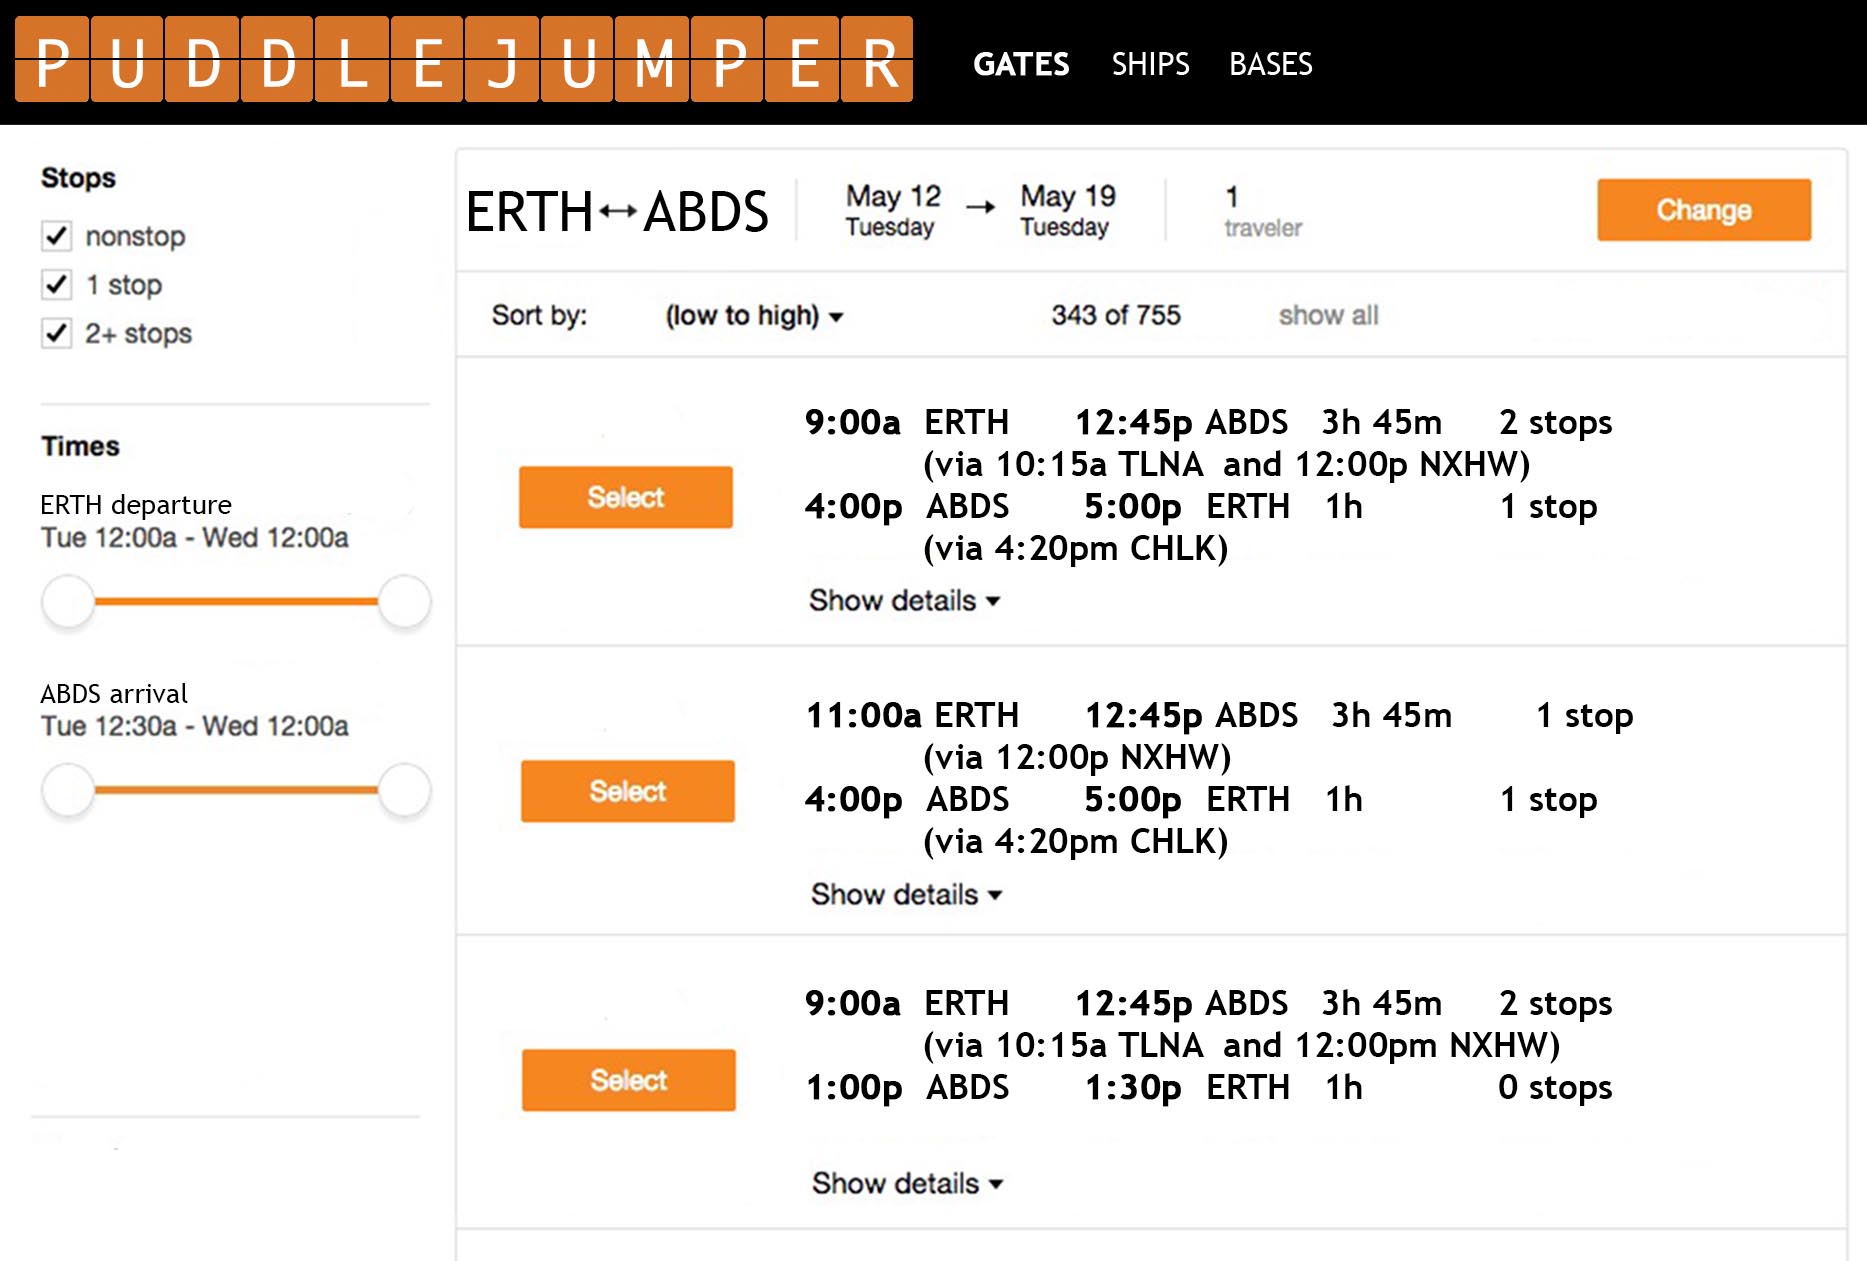 PUDDLEJUMPER GATES SHIPS BASES
Stops
nonstop
1 stop
2+ stops
Times
ERTH departure
Tue 12:00a - Wed 12:00a
ABDS arrival
Tue 12:30a - Wed 12:00a
ERTH↔ABDS May 12 → May 19 1 Change
Tuesday Tuesday traveler
Sort by: (low to high) 343 of 755 show all
Select
9:00a ERTH 12:45p ABDS 3h 45m 2 stops
(via 10:15a TLNA and 12:00p NXHW)
4:00p ABDS 5:00p ERTH 1h 1 stop
(via 4:20pm CHLK)
Show details
Select
11:00a ERTH 12:45p ABDS 3h 45m 1 stop
(via 12:00p NXHW)
4:00p ABDS 5:00p ERTH 1h 1 stop
(via 4:20pm CHLK)
Show details
Select
9:00a ERTH 12:45p ABDS 3h 45m 2 stops
(via 10:15a TLNA and 12:00pm NXHW)
1:00p ABDS 1:30p ERTH 1h 0 stops
Show details